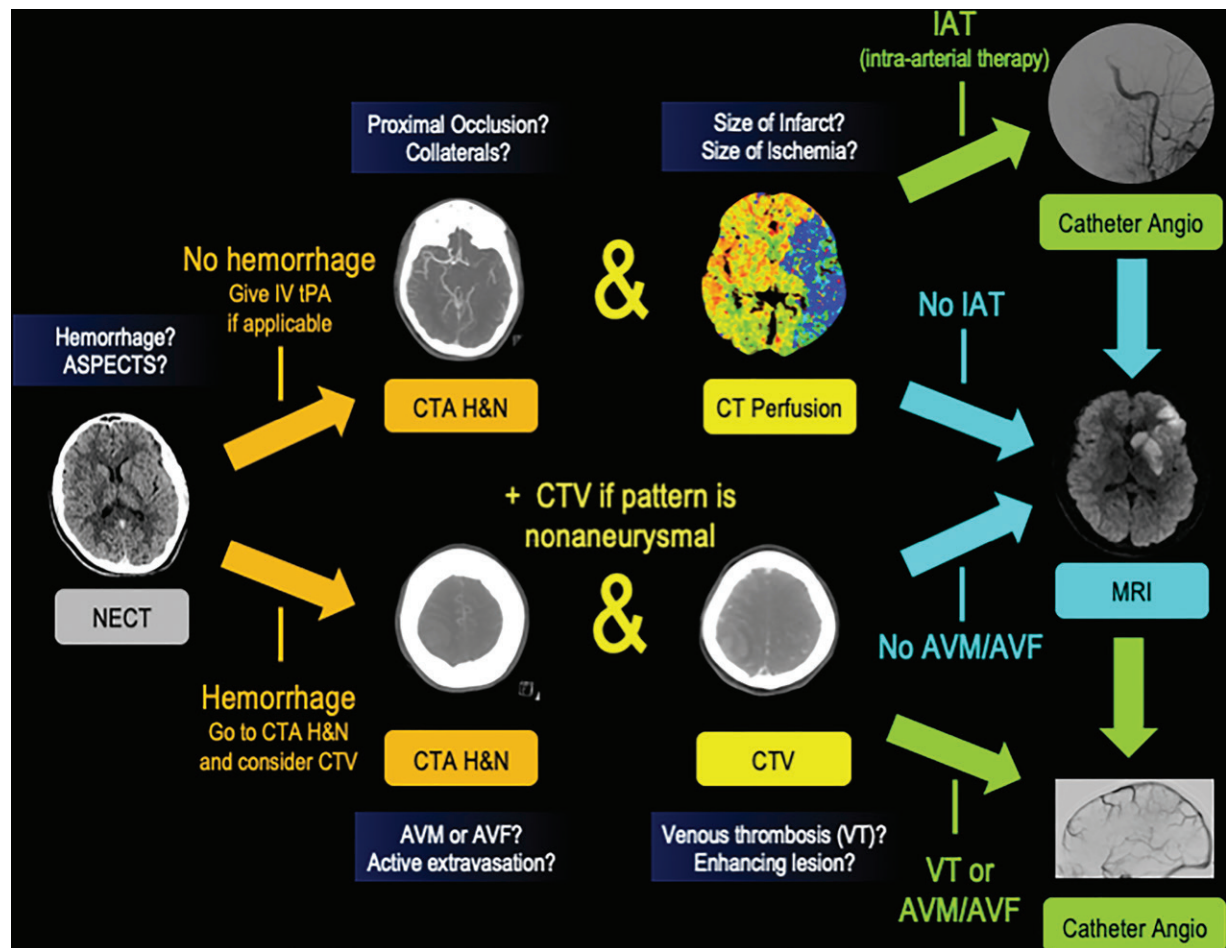 IAT
(intra-arterial therapy)
Proximal Occlusion?
Collaterals?
Size of Infarct?
Size of Ischemia?
Catheter Angio
No hemorrhage
Give IV tPA
if applicable
&
No IAT
Hemorrhage?
ASPECTS?
CTA H&N
CT Perfusion
+ CTV if pattern is
nonaneurysmal
NECT
&
MRI
No AVM/AVF
Hemorrhage
Go to CTA H&N
and consider CTV
CTA H&N
CTV
AVM or AVF?
Active extravasation?
Venous thrombosis (VT)?
Enhancing lesion?
VT or
AVM/AVF
Catheter Angio